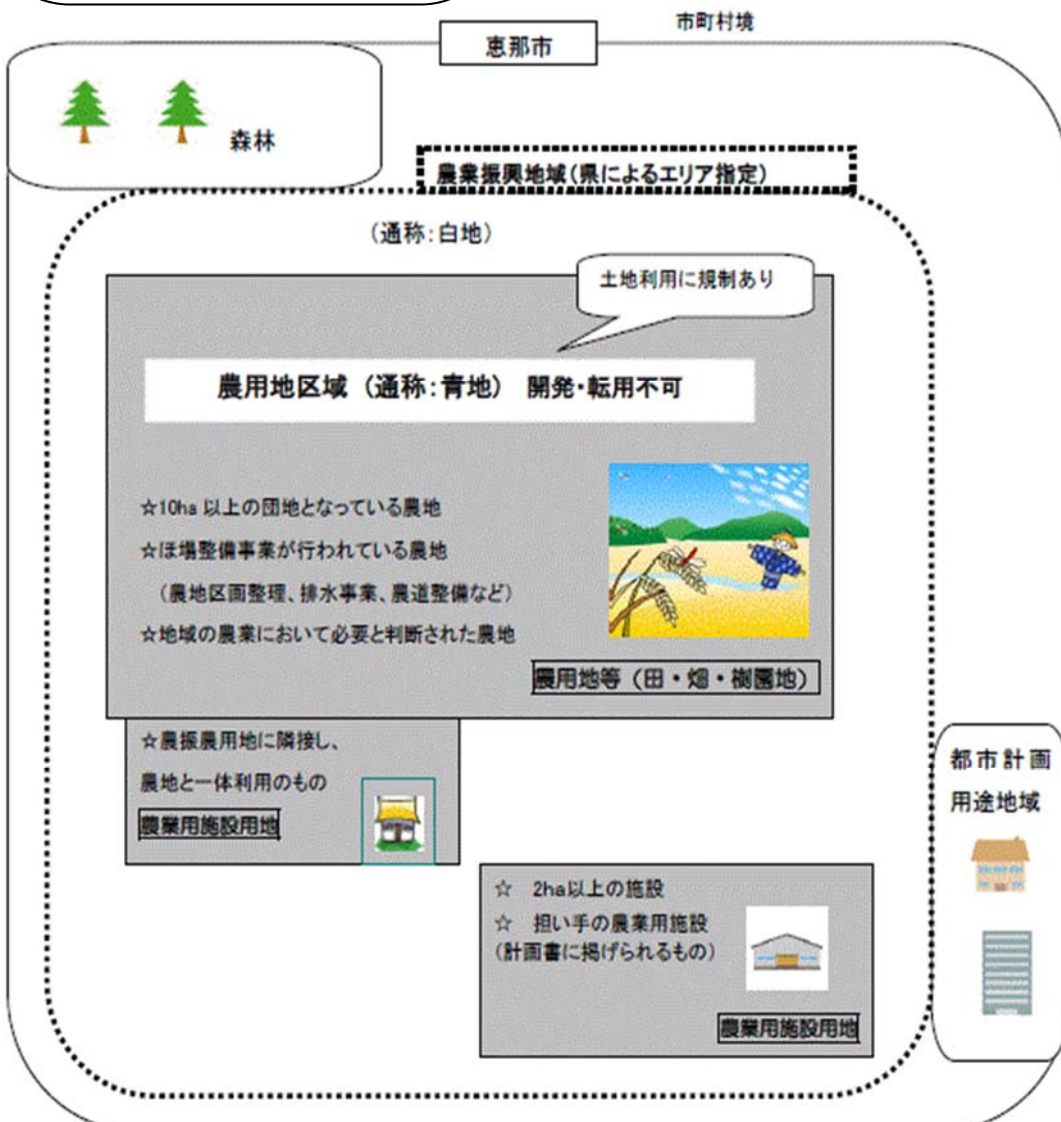 市町村境
恵那市
森林
農業振興地域(県によるエリア指定)
(通称:白地)
土地利用に規制あり
農用地区域 (通称:青地) 開発・転用不可
☆10ha 以上の団地となっている農地
☆ほ場整備事業が行われている農地
(農地区画整理、排水事業、農道整備など)
☆地域の農業において必要と判断された農地
農用地等(田・畑・樹園地)
☆農振農用地に隣接し、
農地と一体利用のもの
農業用施設用地
都市計画
用途地域
☆ 2ha以上の施設
☆ 担い手の農業用施設
(計画書に掲げられるもの)
農業用施設用地